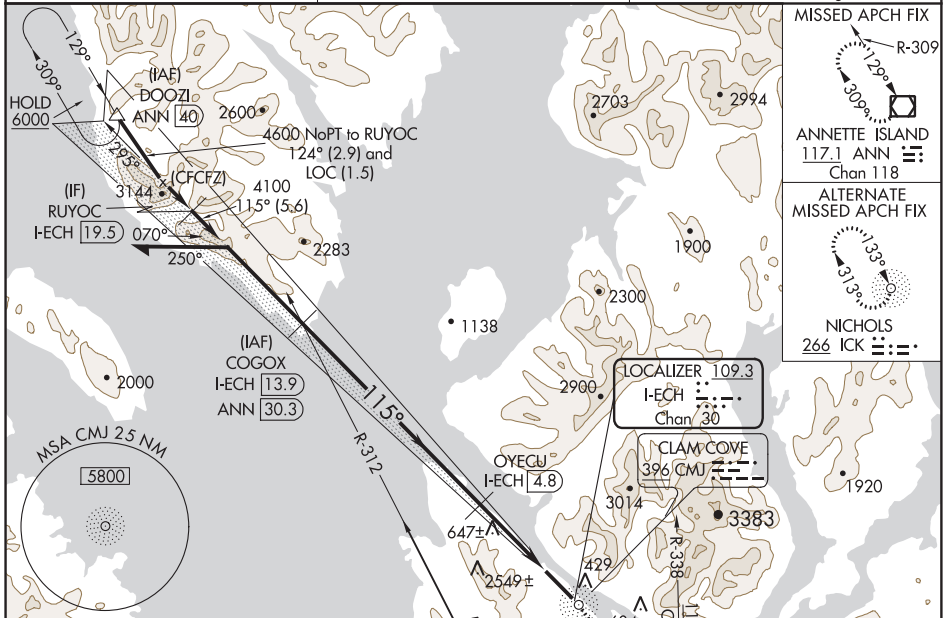 129°
309°
HOLD
6000
(IAF)
DOOZI
ANN 40
295°
2600
4600 NoPT to RUYOC
124° (2.9) and
LOC (1.5)
3144
(CFCFZ)
4100
115° (5.6)
(IF)
RUYOC
I-ECH 19.5
070°
250°
2283
2703
2994
1900
2300
1138
2900
2000
(IAF)
COGOX
I-ECH 13.9
ANN 30.3
115°
R-312
MSA CMJ 25 NM
5800
OYECU
I-ECH 4.8
647±
2549±
429
LOCALIZER 109.3
I-ECH
Chan 30
CLAM COVE
396 CMJ
3014
3383
R-338
1920
MISSED APCH FIX
R-309
129°
309°
ANNETTE ISLAND
117.1 ANN
Chan 118
ALTERNATE
MISSED APCH FIX
133°
313°
NICHOLS
266 ICK